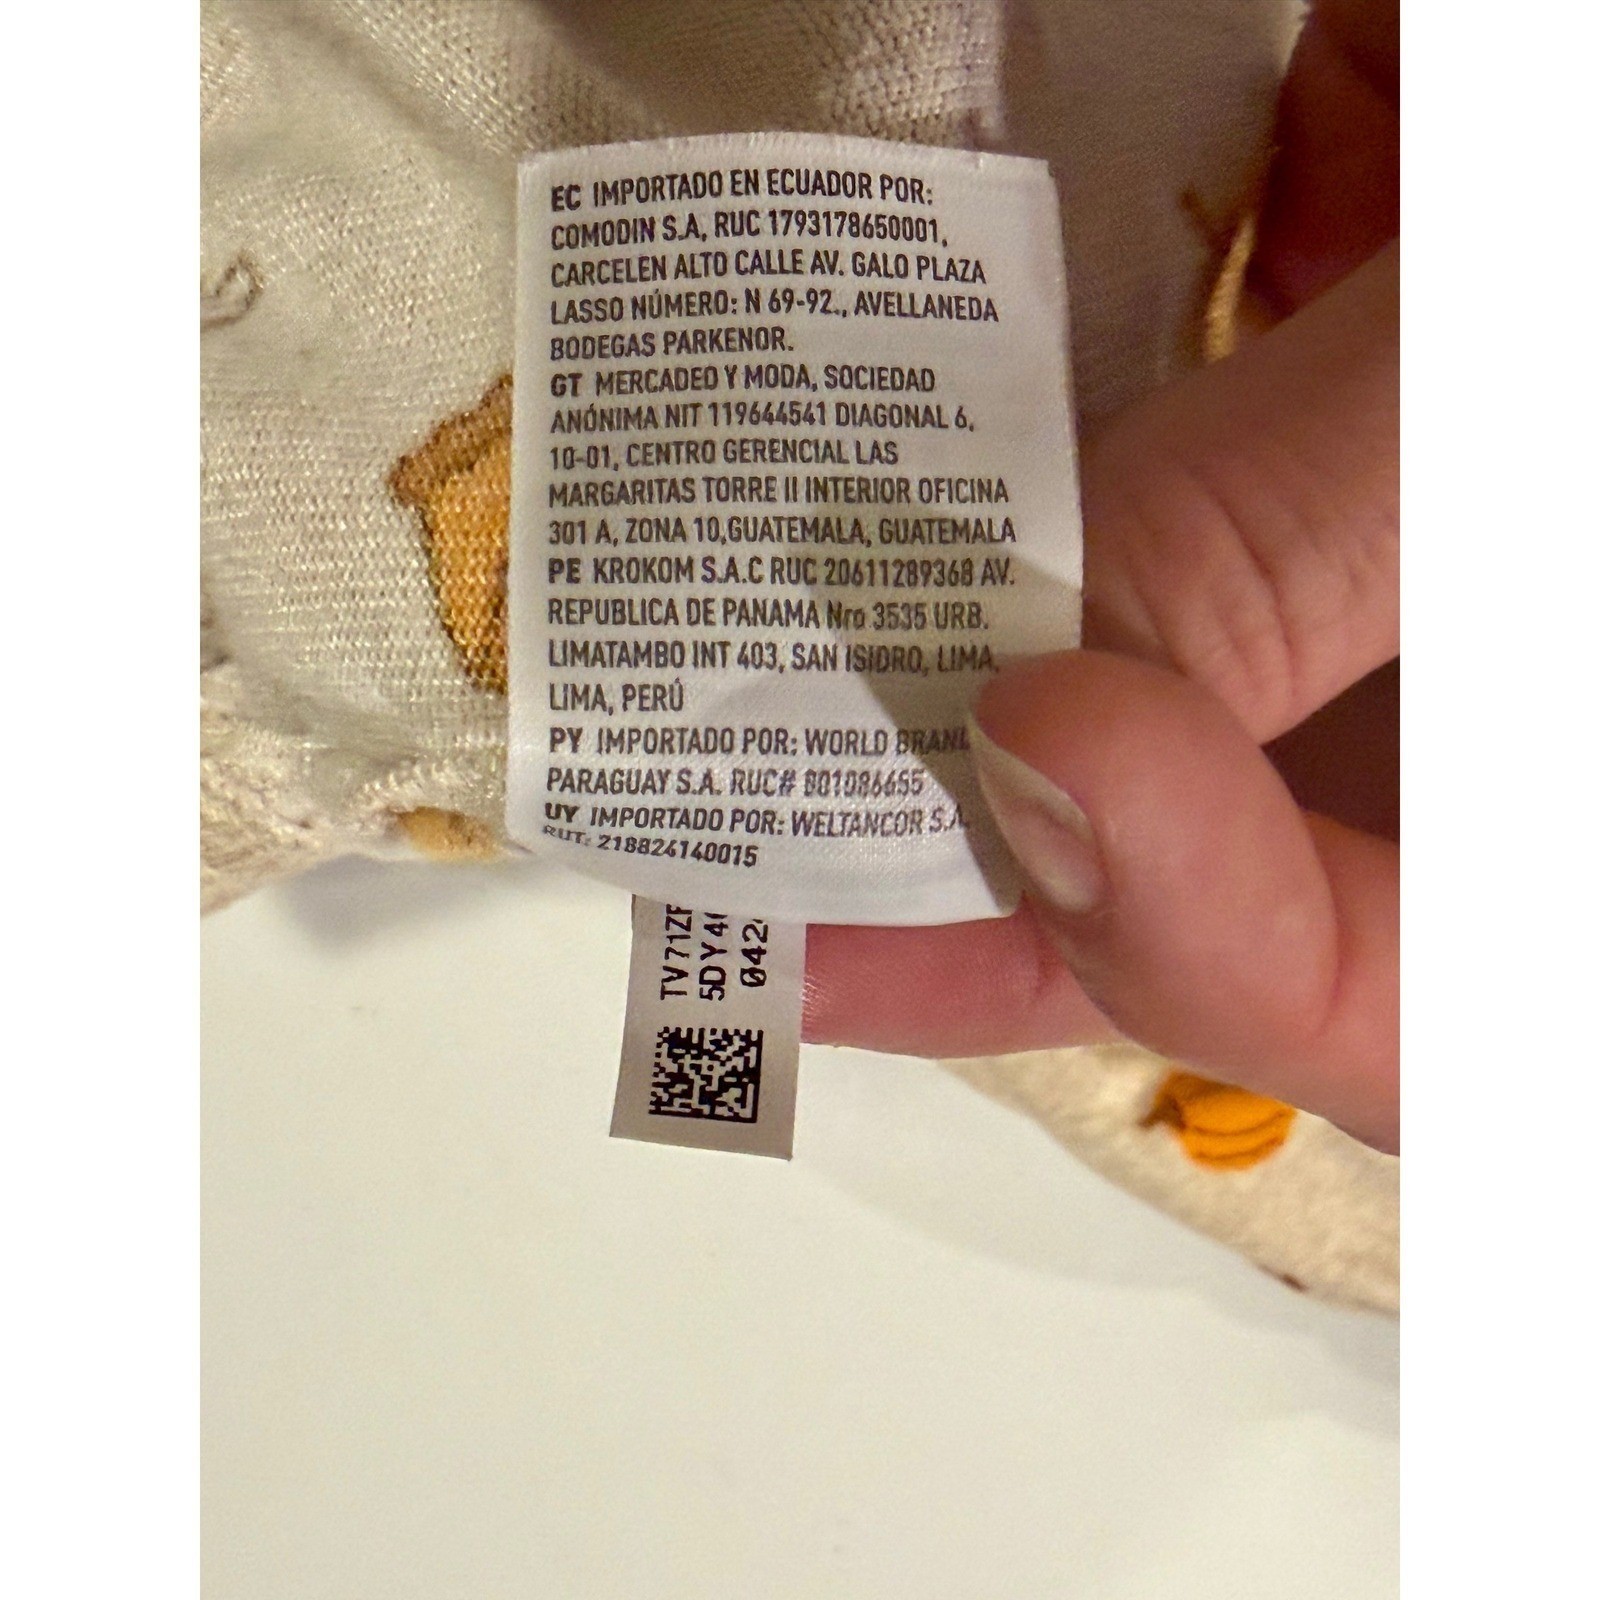 EC IMPORTADO EN ECUADOR POR:
COMODIN S.A, RUC 1793178650001,
CARCELEN ALTO CALLE AV. GALO PLAZA
LASSO NÚMERO: N 69-92., AVELLANEDA
BODEGAS PARKENOR.
GT MERCADEO Y MODA, SOCIEDAD
ANÓNIMA NIT 119644541 DIAGONAL 6,
10-01, CENTRO GERENCIAL LAS
MARGARITAS TORRE II INTERIOR OFICINA
301 A, ZONA 10,GUATEMALA, GUATEMALA
PE KROKOM S.A.C RUC 20611289368 AV.
REPUBLICA DE PANAMA Nro 3535 URB.
LIMATAMBO INT 403, SAN ISIDRO, LIMA,
LIMA, PERÚ
PY IMPORTADO POR: WORLD
PARAGUAY S.A. RUC# 801086655
UY IMPORTADO POR: WELTANCOR S.A.
RUT: 218824140015